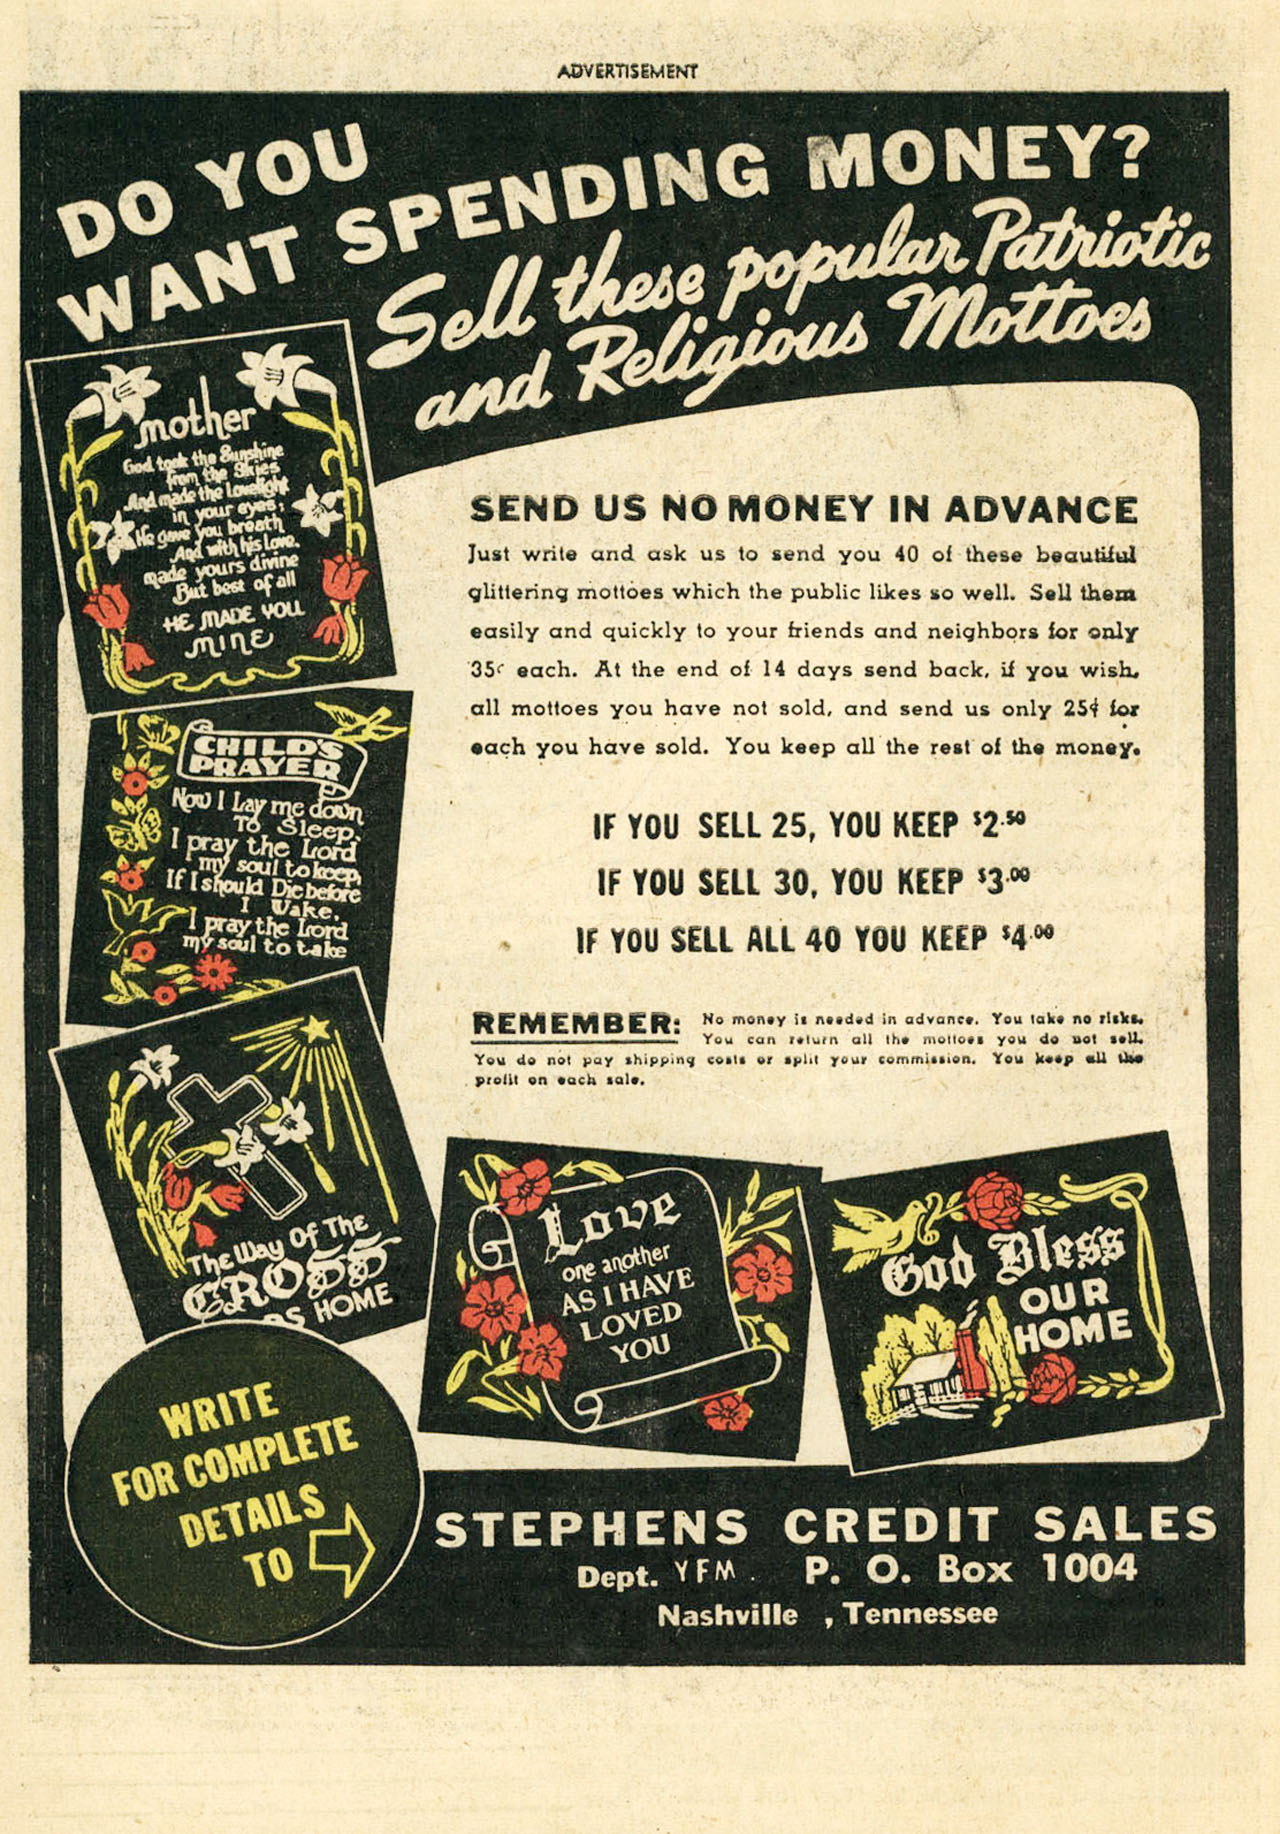 ADVERTISEMENT
DO YOU
WANT SPENDING MONEY?
Sell these popular Patriotic
and Religious Mottoes
mother
God took the Sunshine
from the Skies
And made the Lovelight
in your eyes;
He gave you breath
And with his Love,
made yours divine
But best of all
HE MADE YOU
MINE
CHILD'S
PRAYER
Now I Lay me down
To Sleep,
I pray the Lord
my soul to keep,
If I should Die before
I Wake,
I pray the Lord
my soul to take
The Way Of The
CROSS
HOME
SEND US NO MONEY IN ADVANCE
Just write and ask us to send you 40 of these beautiful
glittering mottoes which the public likes so well. Sell them
easily and quickly to your friends and neighbors for only
35¢ each. At the end of 14 days send back, if you wish,
all mottoes you have not sold, and send us only 25¢ for
each you have sold. You keep all the rest of the money.
IF YOU SELL 25, YOU KEEP $2.50
IF YOU SELL 30, YOU KEEP $3.00
IF YOU SELL ALL 40 YOU KEEP $4.00
REMEMBER: No money is needed in advance. You take no risks.
You can return all the mottoes you do not sell.
You do not pay shipping costs or split your commission. You keep all the
profit on each sale.
Love
one another
AS I HAVE
LOVED
YOU
God Bless
OUR
HOME
WRITE
FOR COMPLETE
DETAILS
TO
STEPHENS CREDIT SALES
Dept. YFM. P. O. Box 1004
Nashville , Tennessee